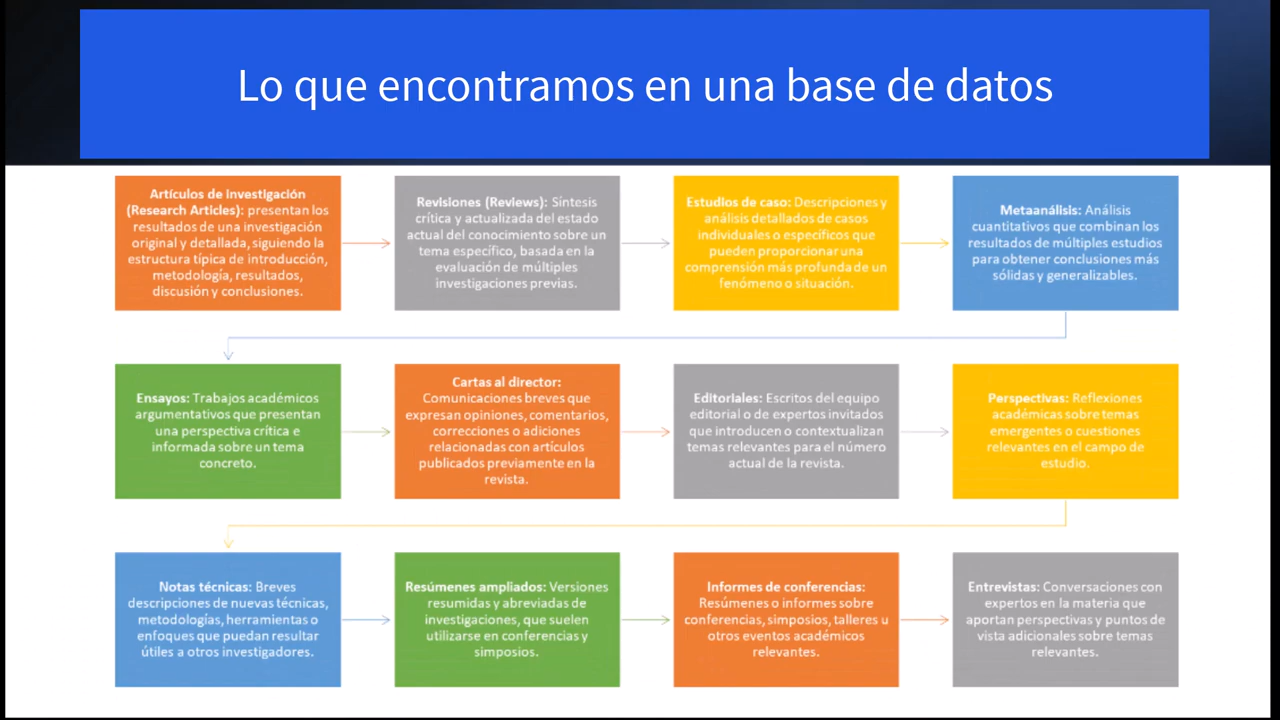 Lo que encontramos en una base de datos
Artículos de investigación
(Research Articles): presentan los
resultados de una investigación
original y detallada, siguiendo la
estructura típica de introducción,
metodología, resultados,
discusión y conclusiones.
Revisiones (Reviews): Síntesis
crítica y actualizada del estado
actual del conocimiento sobre un
tema específico, basada en la
evaluación de múltiples
investigaciones previas.
Estudios de caso: Descripciones y
análisis detallados de casos
individuales o específicos que
pueden proporcionar una
comprensión más profunda de un
fenómeno o situación.
Metaanálisis: Análisis
cuantitativos que combinan los
resultados de múltiples estudios
para obtener conclusiones más
sólidas y generalizables.
Ensayos: Trabajos académicos
argumentativos que presentan
una perspectiva crítica e
informada sobre un tema
concreto.
Cartas al director:
Comunicaciones breves que
expresan opiniones, comentarios,
correcciones o adiciones
relacionadas con artículos
publicados previamente en la
revista.
Editoriales: Escritos del equipo
editorial o de expertos invitados
que introducen o contextualizan
temas relevantes para el número
actual de la revista.
Perspectivas: Reflexiones
académicas sobre temas
emergentes o cuestiones
relevantes en el campo de
estudio.
Notas técnicas: Breves
descripciones de nuevas técnicas,
metodologías, herramientas o
enfoques que puedan resultar
útiles a otros investigadores.
Resúmenes ampliados: Versiones
resumidas y abreviadas de
investigaciones, que suelen
utilizarse en conferencias y
simposios.
Informes de conferencias:
Resúmenes o informes sobre
conferencias, simposios, talleres u
otros eventos académicos
relevantes.
Entrevistas: Conversaciones con
expertos en la materia que
aportan perspectivas y puntos de
vista adicionales sobre temas
relevantes.